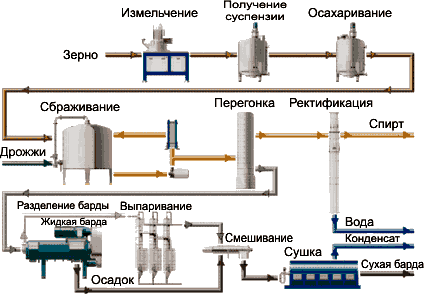 Измельчение
Получение
суспензии
Осахаривание
Зерно
Сбраживание
Перегонка
Ректификация
Спирт
Дрожжи
Разделение барды
Жидкая барда
Выпаривание
Смешивание
Вода
Конденсат
Сушка
Сухая барда
Осадок